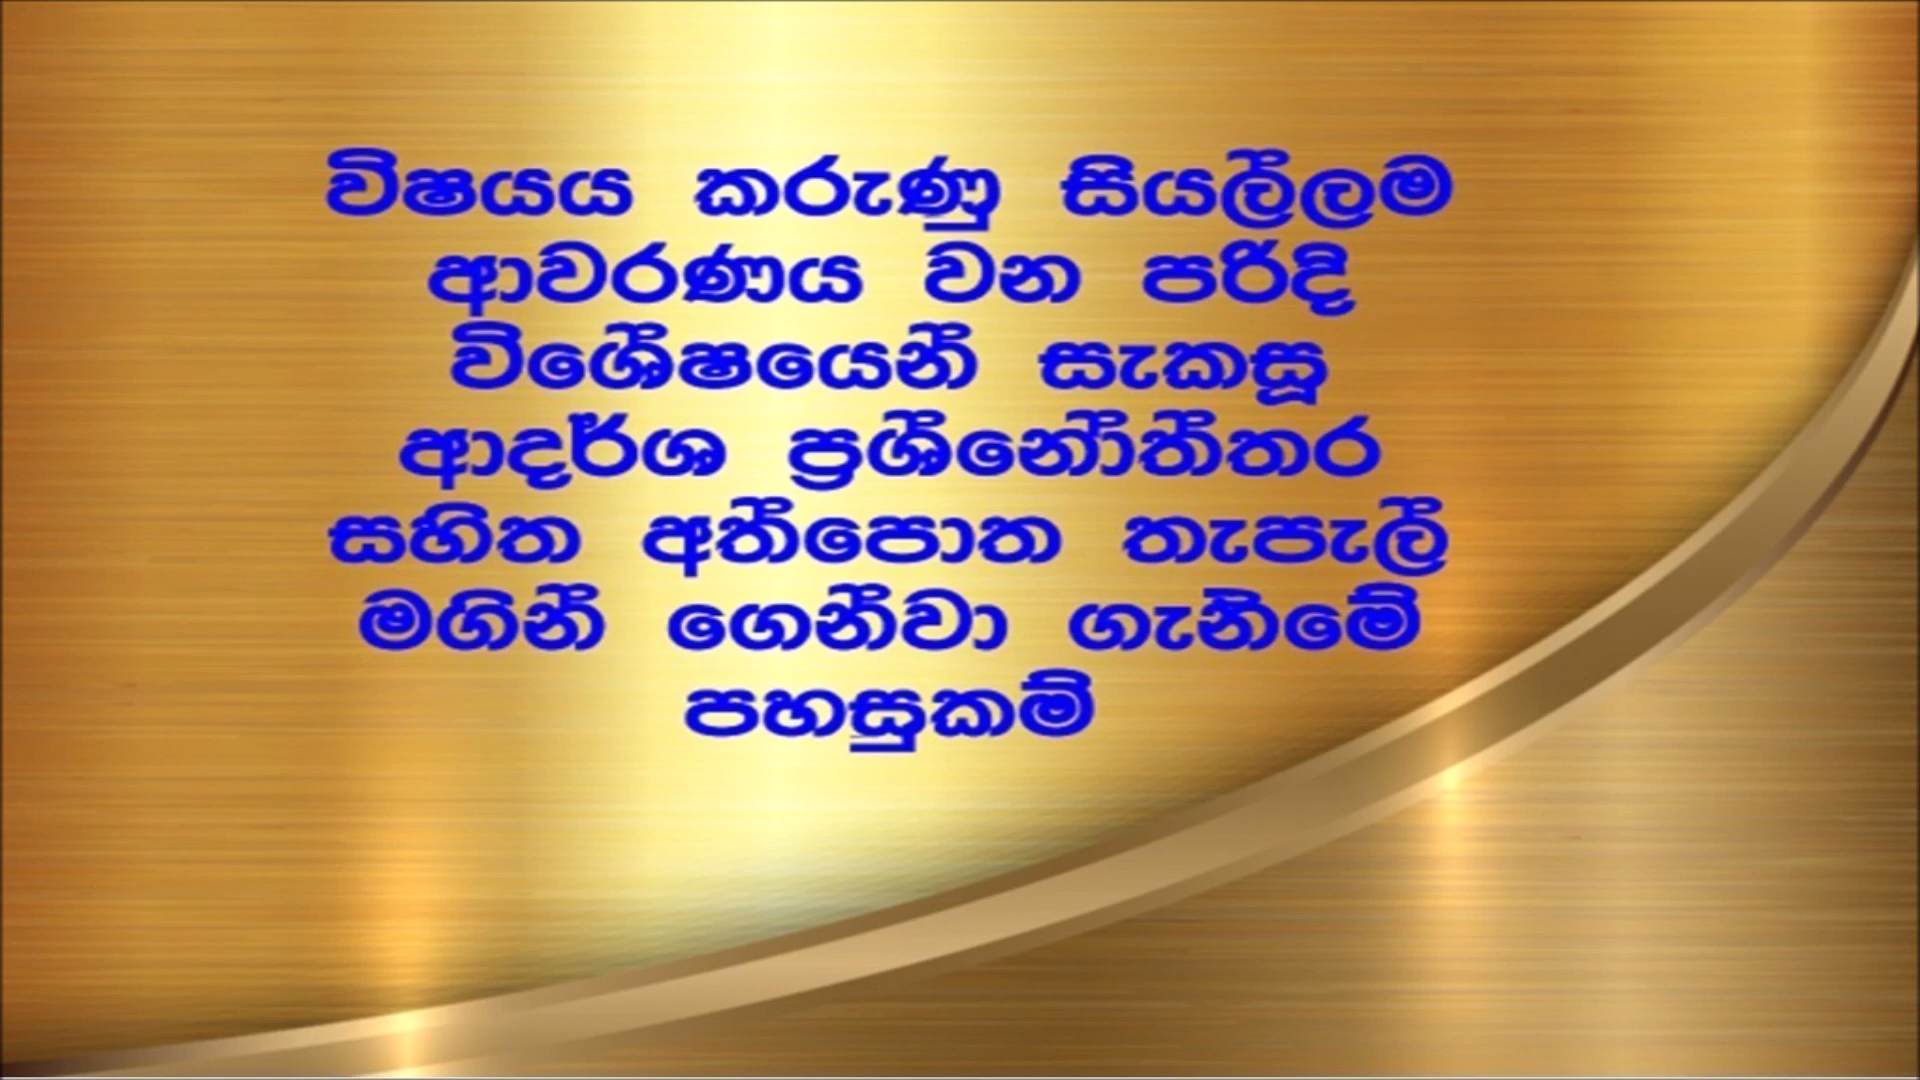 විෂයය කරුණු සියල්ලම
ආවරණය වන පරිදි
විශේෂයෙන් සැකසූ
ආදර්ශ ප්‍රශ්නෝත්තර
සහිත අත්පොත තැපැල්
මගින් ගෙන්වා ගැනිමේ
පහසුකම්